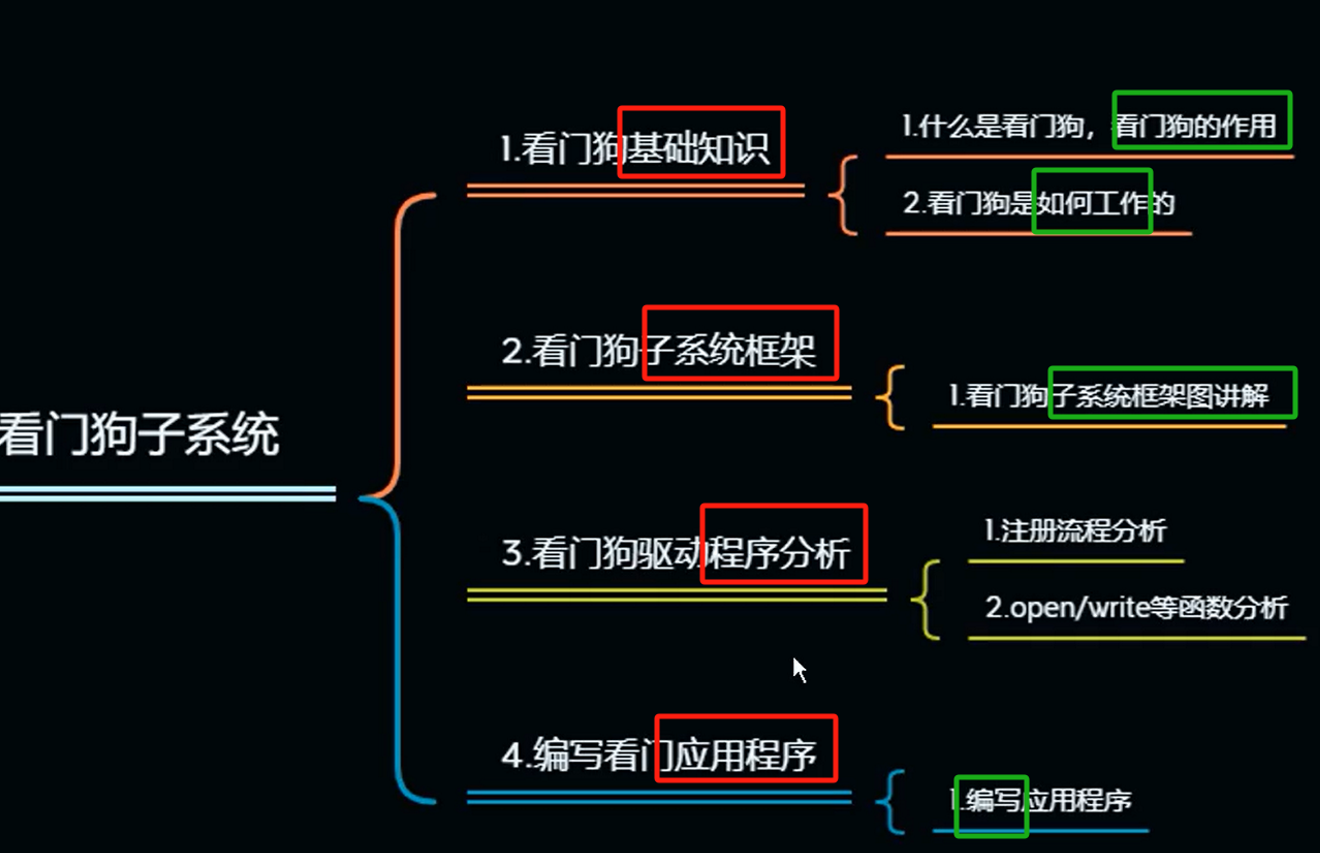 看门狗子系统
1.看门狗基础知识
1.什么是看门狗，看门狗的作用
2.看门狗是如何工作的
2.看门狗子系统框架
1.看门狗子系统框架图讲解
3.看门狗驱动程序分析
1.注册流程分析
2.open/write等函数分析
4.编写看门应用程序
1.编写应用程序